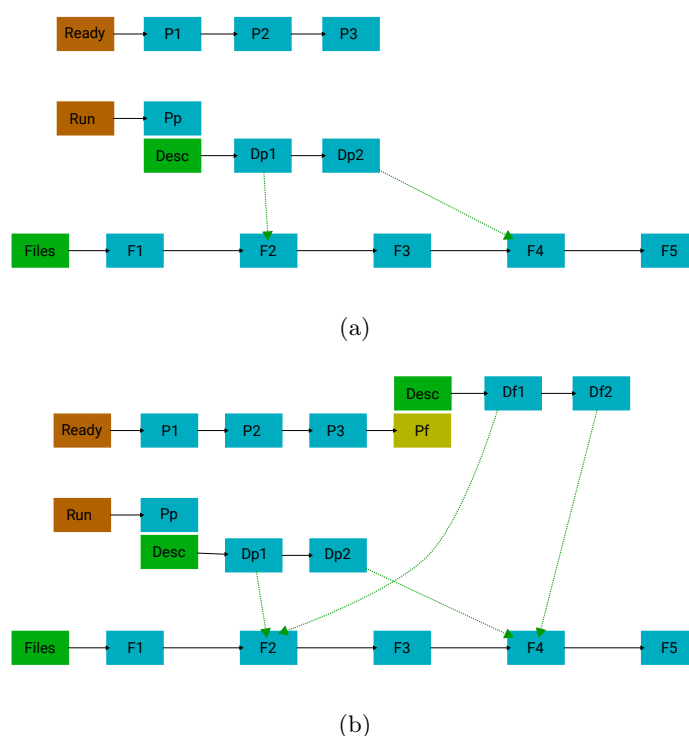 Ready P1 P2 P3
Run Pp
Desc Dp1 Dp2
Files F1 F2 F3 F4 F5
(a)
Desc Df1 Df2
Ready P1 P2 P3 Pf
Run Pp
Desc Dp1 Dp2
Files F1 F2 F3 F4 F5
(b)